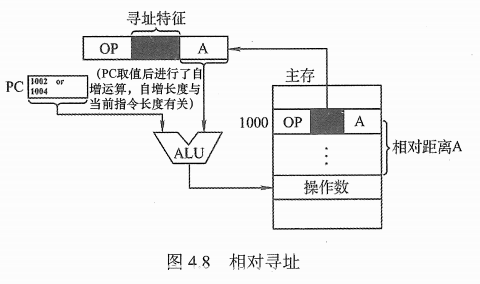 寻址特征
OP A
(PC取值后进行了自
增运算，自增长度与
当前指令长度有关)
PC
1002 or
1004
ALU
主存
1000 OP A
⋮
相对距离A
操作数
图 4.8 相对寻址